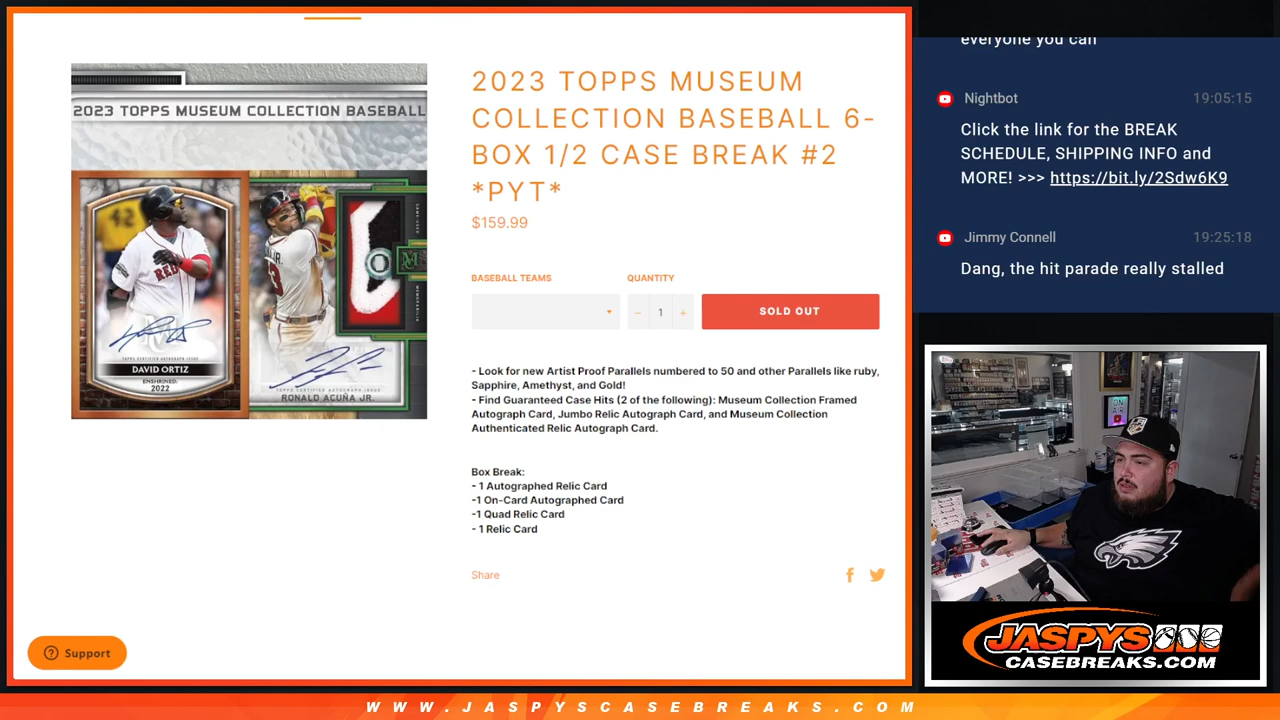 2023 TOPPS MUSEUM COLLECTION BASEBALL
DAVID ORTIZ
ENSHRINED:
2022
RONALD ACUÑA JR.
2023 TOPPS MUSEUM
COLLECTION BASEBALL 6-
BOX 1/2 CASE BREAK #2
*PYT*
$159.99
BASEBALL TEAMS
QUANTITY
− 1 +
SOLD OUT
- Look for new Artist Proof Parallels numbered to 50 and other Parallels like ruby,
Sapphire, Amethyst, and Gold!
- Find Guaranteed Case Hits (2 of the following): Museum Collection Framed
Autograph Card, Jumbo Relic Autograph Card, and Museum Collection
Authenticated Relic Autograph Card.
Box Break:
- 1 Autographed Relic Card
-1 On-Card Autographed Card
-1 Quad Relic Card
- 1 Relic Card
Share
Support
everyone you can
Nightbot 19:05:15
Click the link for the BREAK
SCHEDULE, SHIPPING INFO and
MORE! >>> https://bit.ly/2Sdw6K9
Jimmy Connell 19:25:18
Dang, the hit parade really stalled
ON
AIR
JASPYS
CASEBREAKS.COM
WWW.JASPYSCASEBREAKS.COM